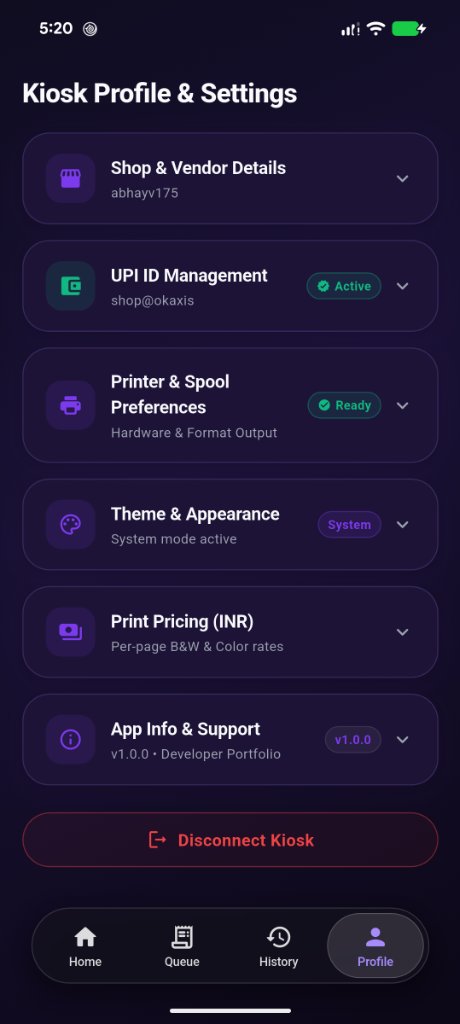 5:20
Kiosk Profile & Settings
Shop & Vendor Details
abhayv175
UPI ID Management
shop@okaxis
Active
Printer & Spool
Preferences
Hardware & Format Output
Ready
Theme & Appearance
System mode active
System
Print Pricing (INR)
Per-page B&W & Color rates
App Info & Support
v1.0.0 • Developer Portfolio
v1.0.0
Disconnect Kiosk
Home
Queue
History
Profile